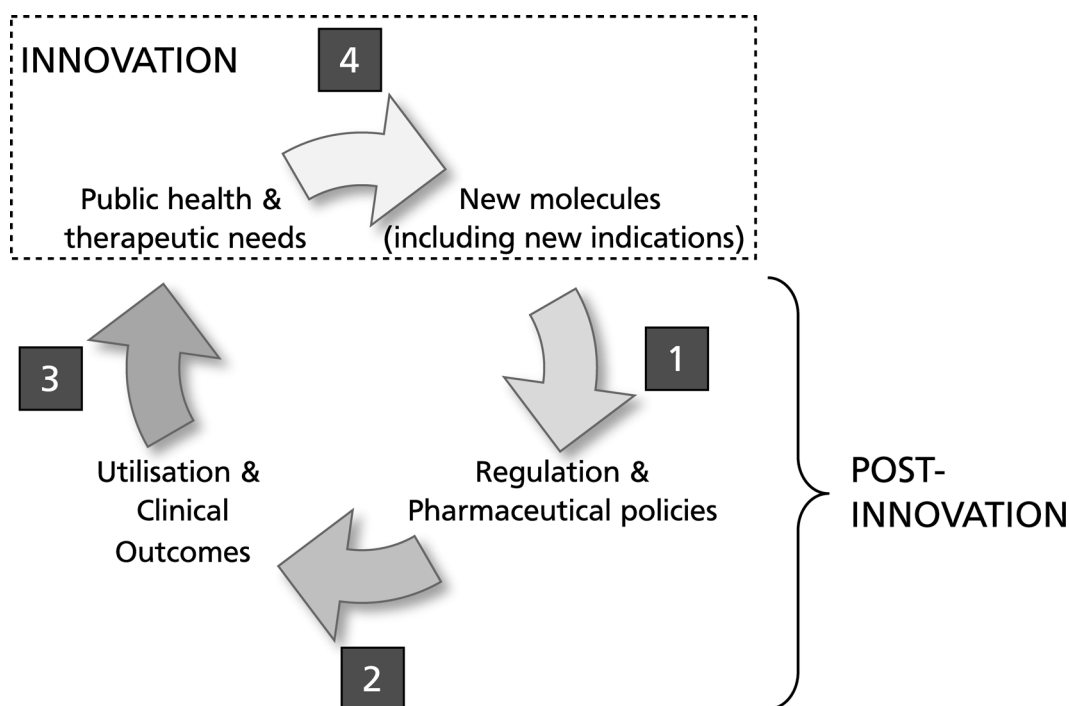 INNOVATION
4
Public health &
therapeutic needs
New molecules
(including new indications)
3
1
Utilisation &
Clinical
Outcomes
Regulation &
Pharmaceutical policies
POST-
INNOVATION
2